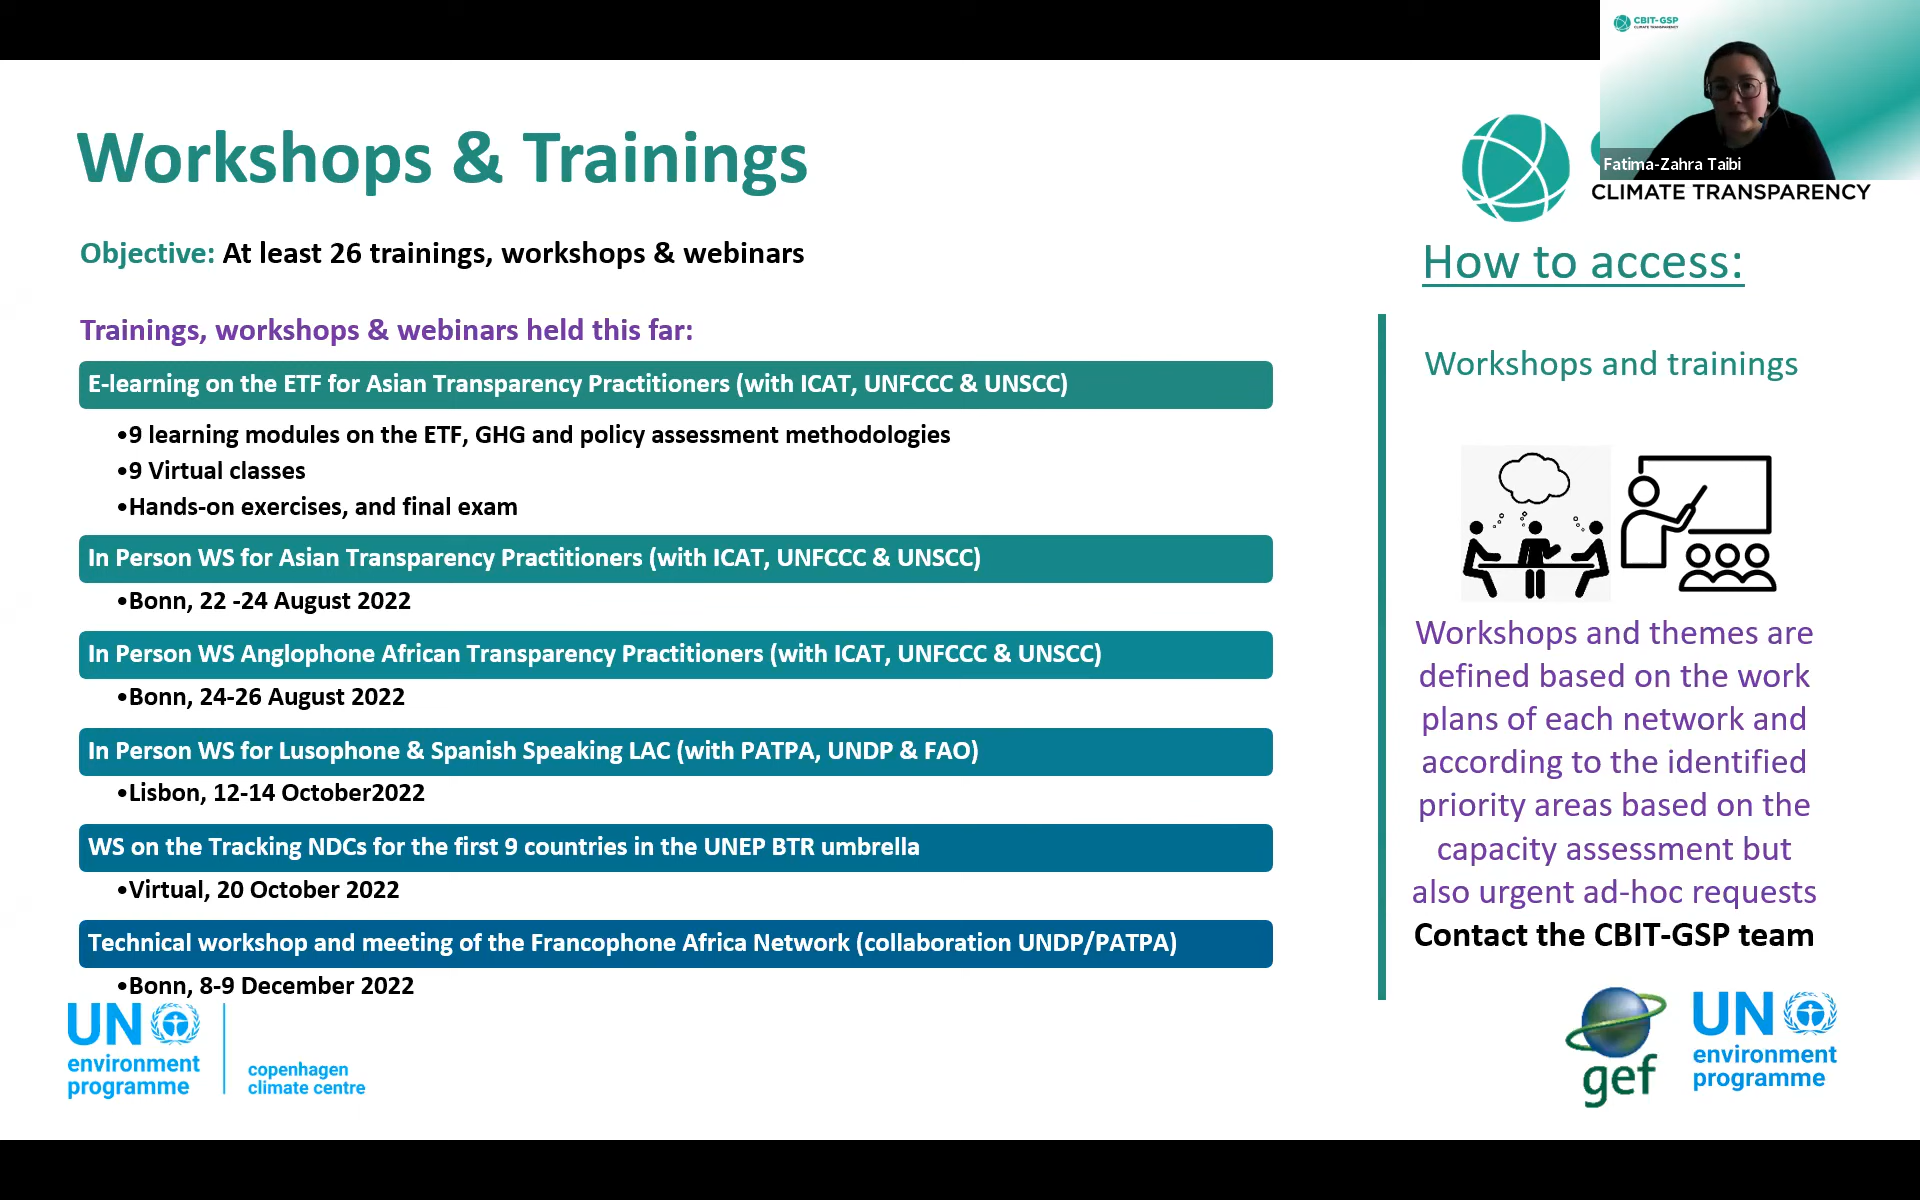 Workshops & Trainings
Objective: At least 26 trainings, workshops & webinars
Trainings, workshops & webinars held this far:
E-learning on the ETF for Asian Transparency Practitioners (with ICAT, UNFCCC & UNSCC)
•9 learning modules on the ETF, GHG and policy assessment methodologies
•9 Virtual classes
•Hands-on exercises, and final exam
In Person WS for Asian Transparency Practitioners (with ICAT, UNFCCC & UNSCC)
•Bonn, 22 -24 August 2022
In Person WS Anglophone African Transparency Practitioners (with ICAT, UNFCCC & UNSCC)
•Bonn, 24-26 August 2022
In Person WS for Lusophone & Spanish Speaking LAC (with PATPA, UNDP & FAO)
•Lisbon, 12-14 October2022
WS on the Tracking NDCs for the first 9 countries in the UNEP BTR umbrella
•Virtual, 20 October 2022
Technical workshop and meeting of the Francophone Africa Network (collaboration UNDP/PATPA)
•Bonn, 8-9 December 2022
UN
environment
programme
copenhagen
climate centre
CBIT-GSP
CLIMATE TRANSPARENCY
Fatima-Zahra Taibi
CLIMATE TRANSPARENCY
How to access:
Workshops and trainings
Workshops and themes are
defined based on the work
plans of each network and
according to the identified
priority areas based on the
capacity assessment but
also urgent ad-hoc requests
Contact the CBIT-GSP team
gef
UN
environment
programme